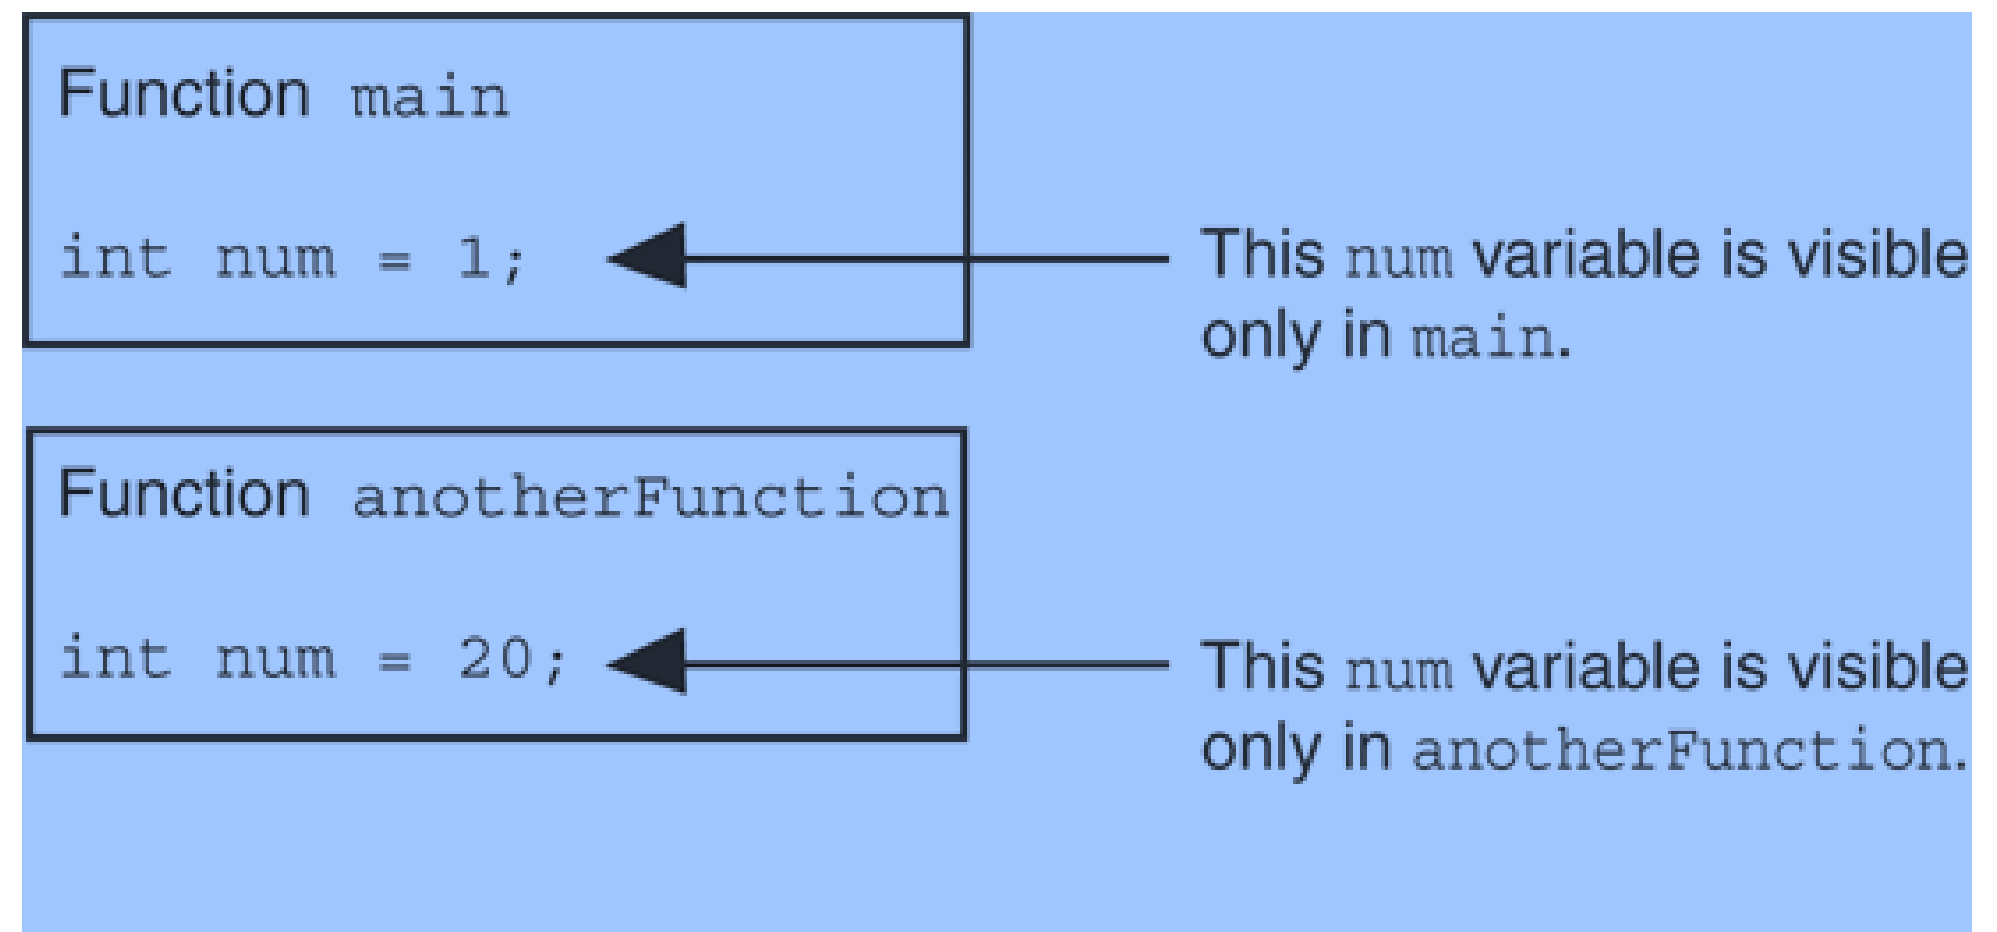 Function main
int num = 1;
This num variable is visible
only in main.
Function anotherFunction
int num = 20;
This num variable is visible
only in anotherFunction.